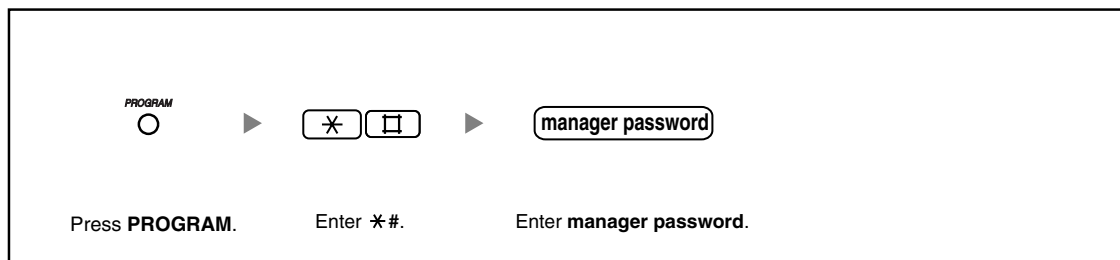 PROGRAM
* # manager password
Press PROGRAM. Enter *#. Enter manager password.